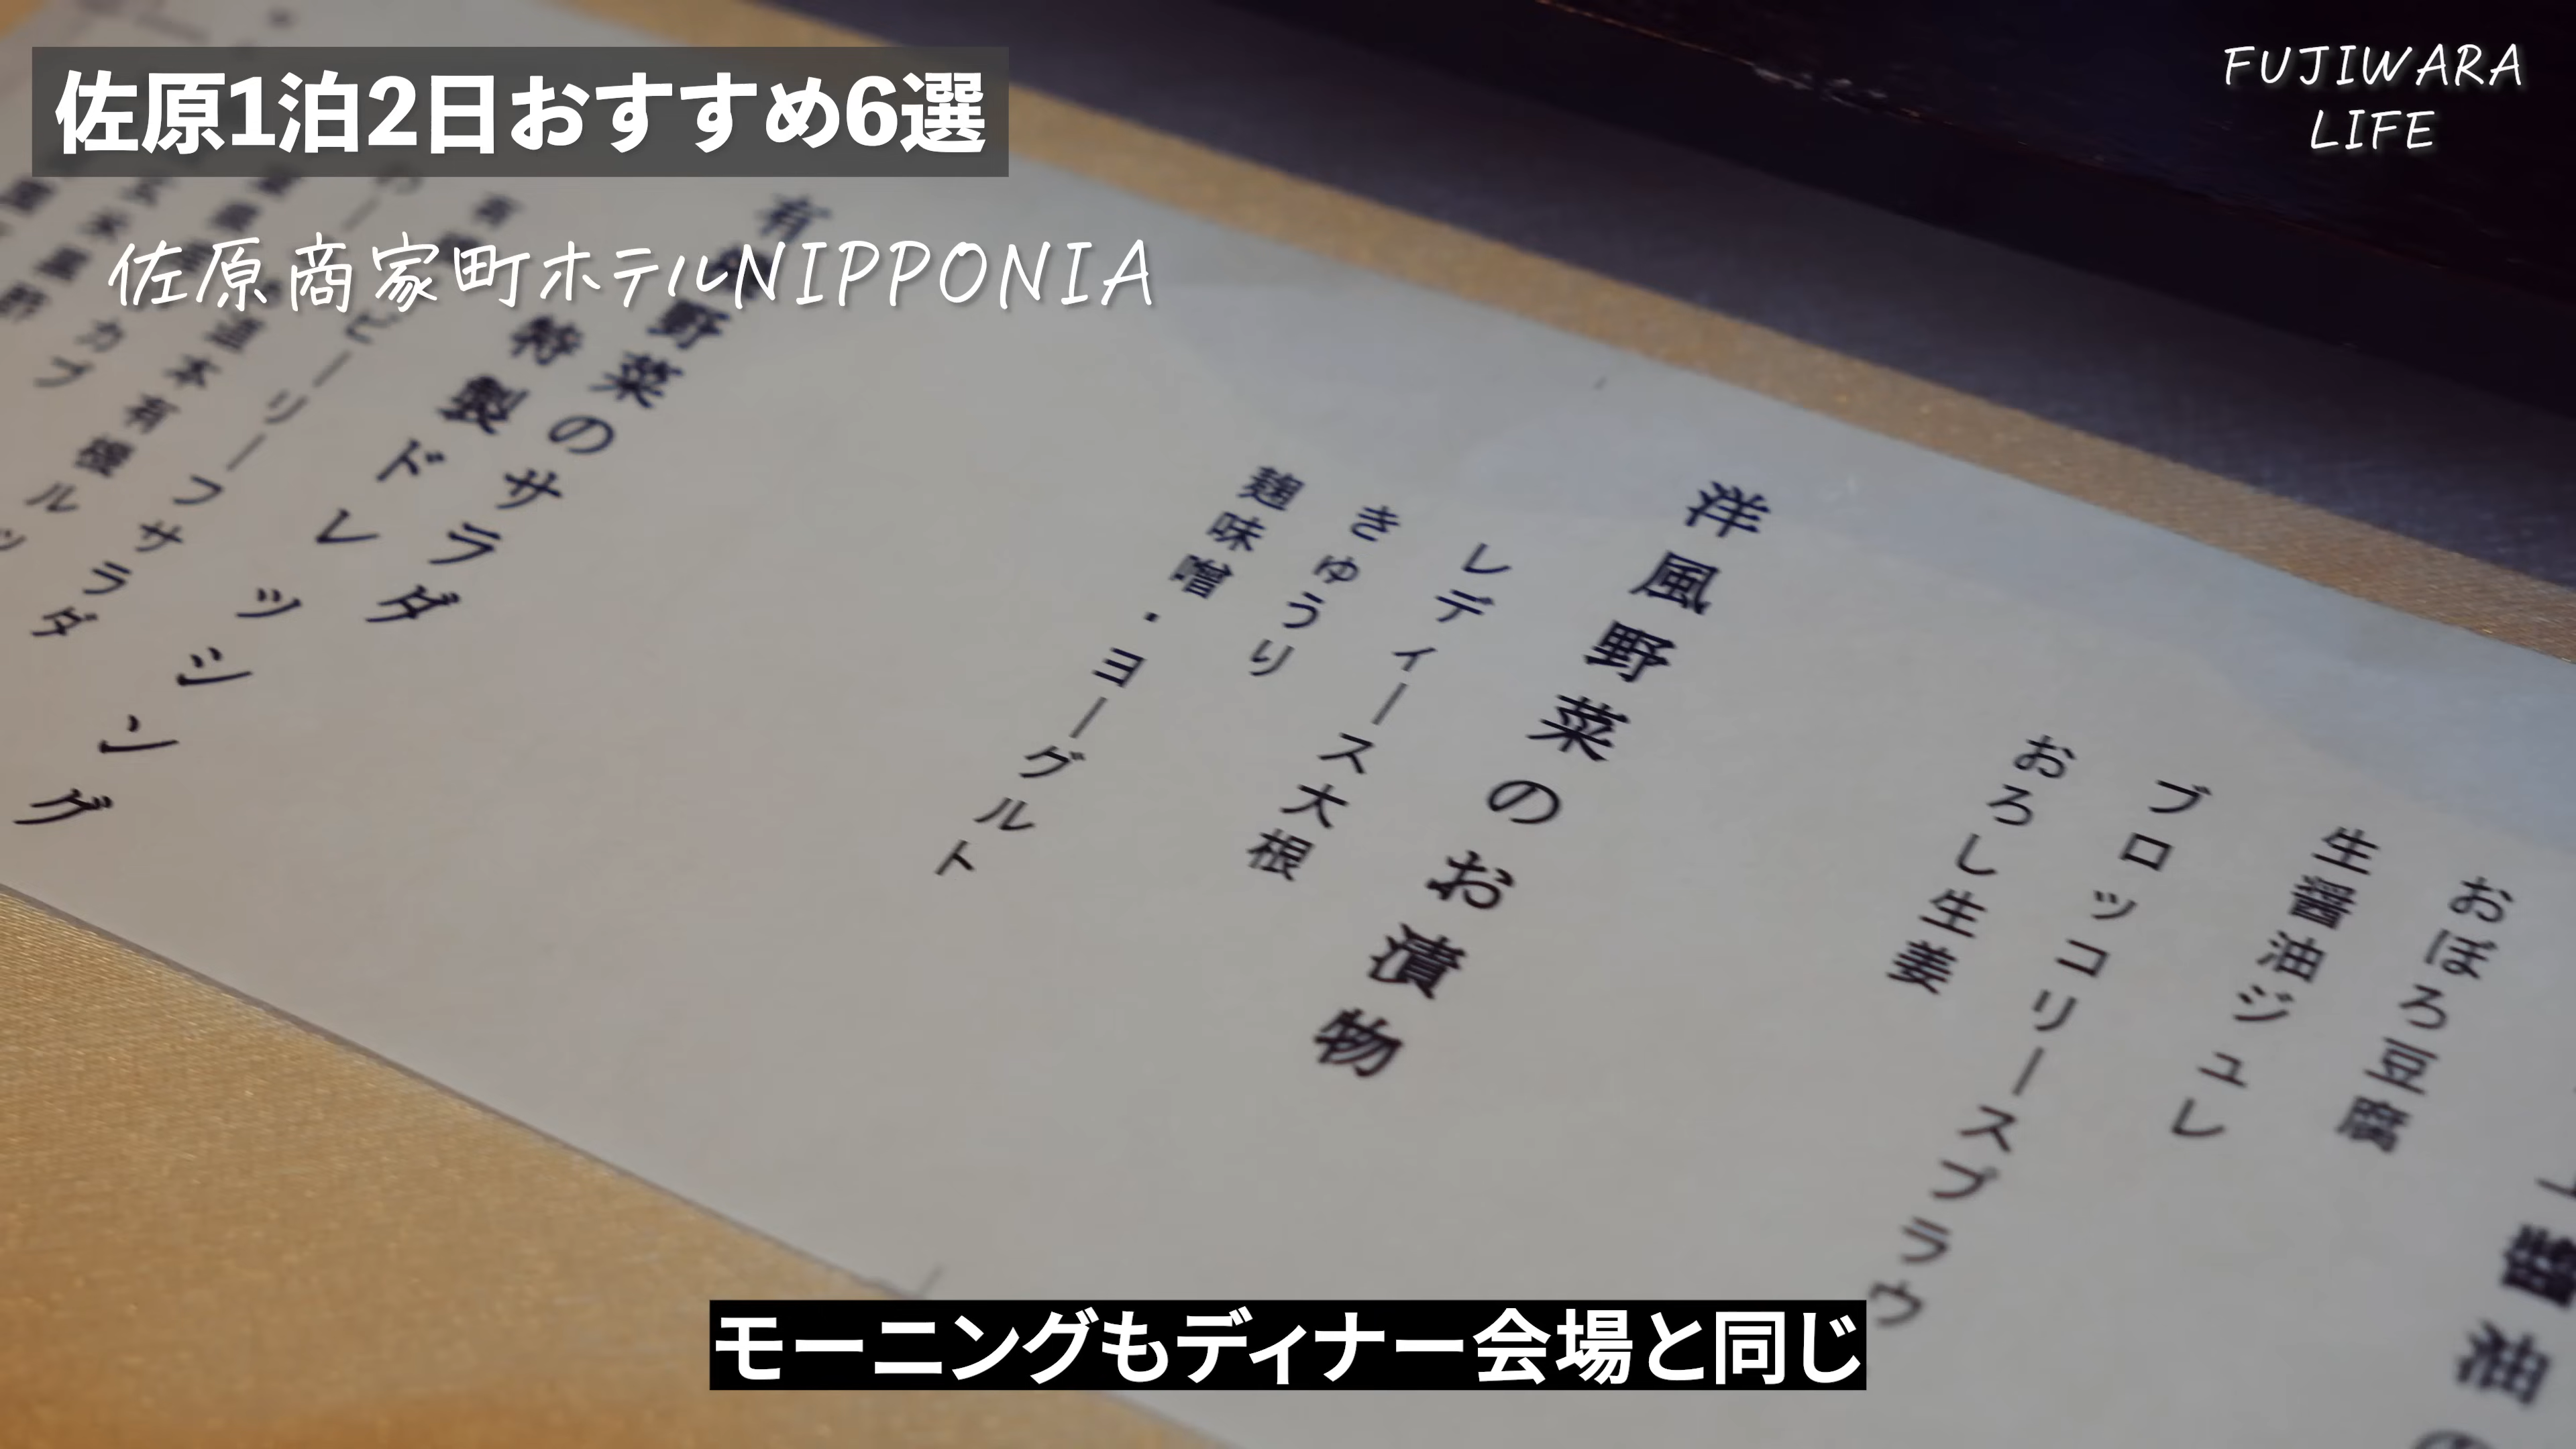 佐原1泊2日おすすめ6選
FUJIWARA
LIFE
佐原商家町ホテルNIPPONIA
おぼろ豆腐
生醤油ジュレ
ブロッコリースプラウ
おろし生姜
洋風野菜のお漬物
レディース大根
きゅうり
麹味噌・ヨーグルト
野菜のサラダ
特製ドレッシング
モーニングもディナー会場と同じ